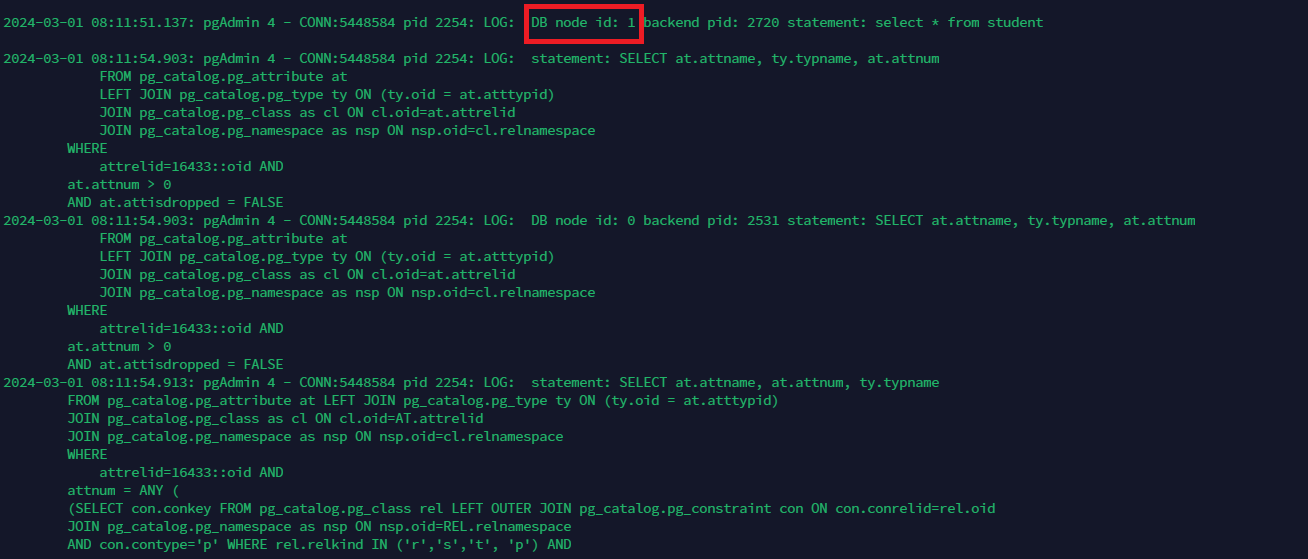 2024-03-01 08:11:51.137: pgAdmin 4 - CONN:5448584 pid 2254: LOG:  DB node id: 1 backend pid: 2720 statement: select * from student
2024-03-01 08:11:54.903: pgAdmin 4 - CONN:5448584 pid 2254: LOG:  statement: SELECT at.attname, ty.typname, at.attnum
            FROM pg_catalog.pg_attribute at
            LEFT JOIN pg_catalog.pg_type ty ON (ty.oid = at.atttypid)
            JOIN pg_catalog.pg_class as cl ON cl.oid=at.attrelid
            JOIN pg_catalog.pg_namespace as nsp ON nsp.oid=cl.relnamespace
        WHERE
            attrelid=16433::oid AND
        at.attnum > 0
        AND at.attisdropped = FALSE
2024-03-01 08:11:54.903: pgAdmin 4 - CONN:5448584 pid 2254: LOG:  DB node id: 0 backend pid: 2531 statement: SELECT at.attname, ty.typname, at.attnum
            FROM pg_catalog.pg_attribute at
            LEFT JOIN pg_catalog.pg_type ty ON (ty.oid = at.atttypid)
            JOIN pg_catalog.pg_class as cl ON cl.oid=at.attrelid
            JOIN pg_catalog.pg_namespace as nsp ON nsp.oid=cl.relnamespace
        WHERE
            attrelid=16433::oid AND
        at.attnum > 0
        AND at.attisdropped = FALSE
2024-03-01 08:11:54.913: pgAdmin 4 - CONN:5448584 pid 2254: LOG:  statement: SELECT at.attname, at.attnum, ty.typname
        FROM pg_catalog.pg_attribute at LEFT JOIN pg_catalog.pg_type ty ON (ty.oid = at.atttypid)
        JOIN pg_catalog.pg_class as cl ON cl.oid=AT.attrelid
        JOIN pg_catalog.pg_namespace as nsp ON nsp.oid=cl.relnamespace
        WHERE
            attrelid=16433::oid AND
        attnum = ANY (
        (SELECT con.conkey FROM pg_catalog.pg_class rel LEFT OUTER JOIN pg_catalog.pg_constraint con ON con.conrelid=rel.oid
        JOIN pg_catalog.pg_namespace as nsp ON nsp.oid=REL.relnamespace
        AND con.contype='p' WHERE rel.relkind IN ('r','s','t', 'p') AND